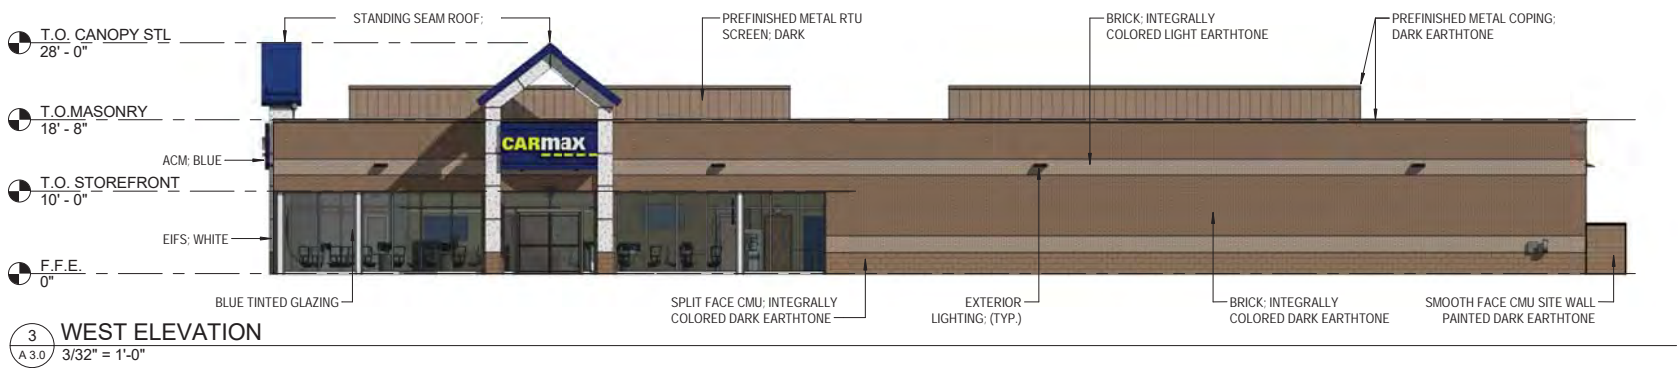 STANDING SEAM ROOF;
PREFINISHED METAL RTU
SCREEN; DARK
BRICK; INTEGRALLY
COLORED LIGHT EARTHTONE
PREFINISHED METAL COPING;
DARK EARTHTONE
T.O. CANOPY STL
28' - 0"
T.O.MASONRY
18' - 8"
CARMAX
ACM; BLUE
T.O. STOREFRONT
10' - 0"
EIFS; WHITE
F.F.E.
0"
BLUE TINTED GLAZING
SPLIT FACE CMU; INTEGRALLY
COLORED DARK EARTHTONE
EXTERIOR
LIGHTING; (TYP.)
BRICK; INTEGRALLY
COLORED DARK EARTHTONE
SMOOTH FACE CMU SITE WALL
PAINTED DARK EARTHTONE
3
A 3.0
WEST ELEVATION
3/32" = 1'-0"